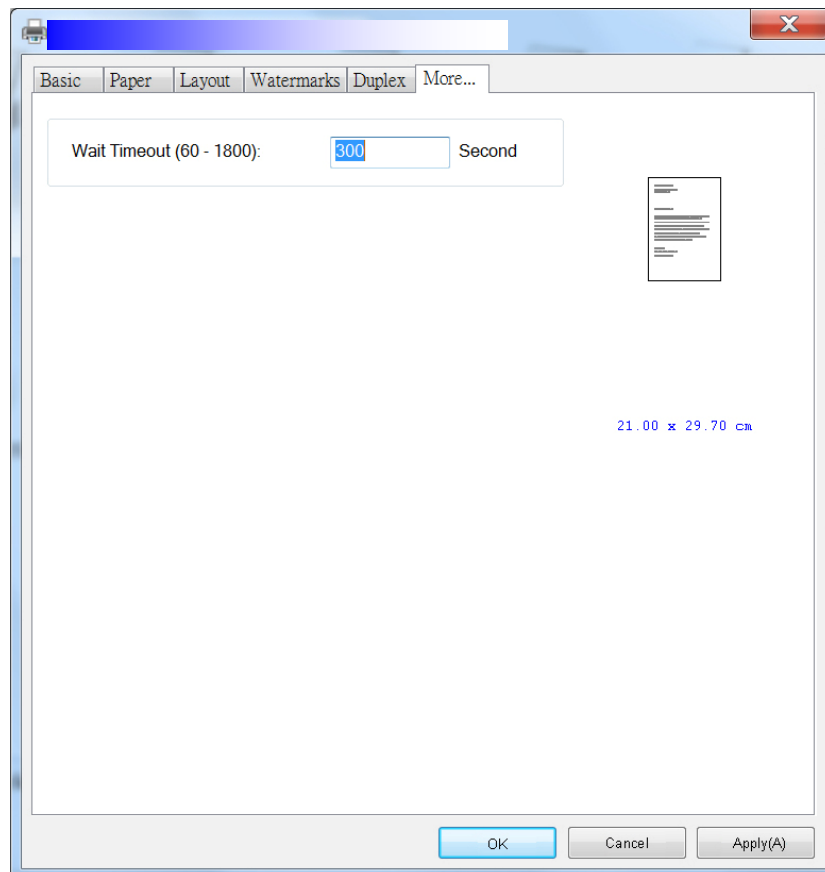 Basic Paper Layout Watermarks Duplex More...
Wait Timeout (60 - 1800): 300 Second
21.00 x 29.70 cm
OK Cancel Apply(A)